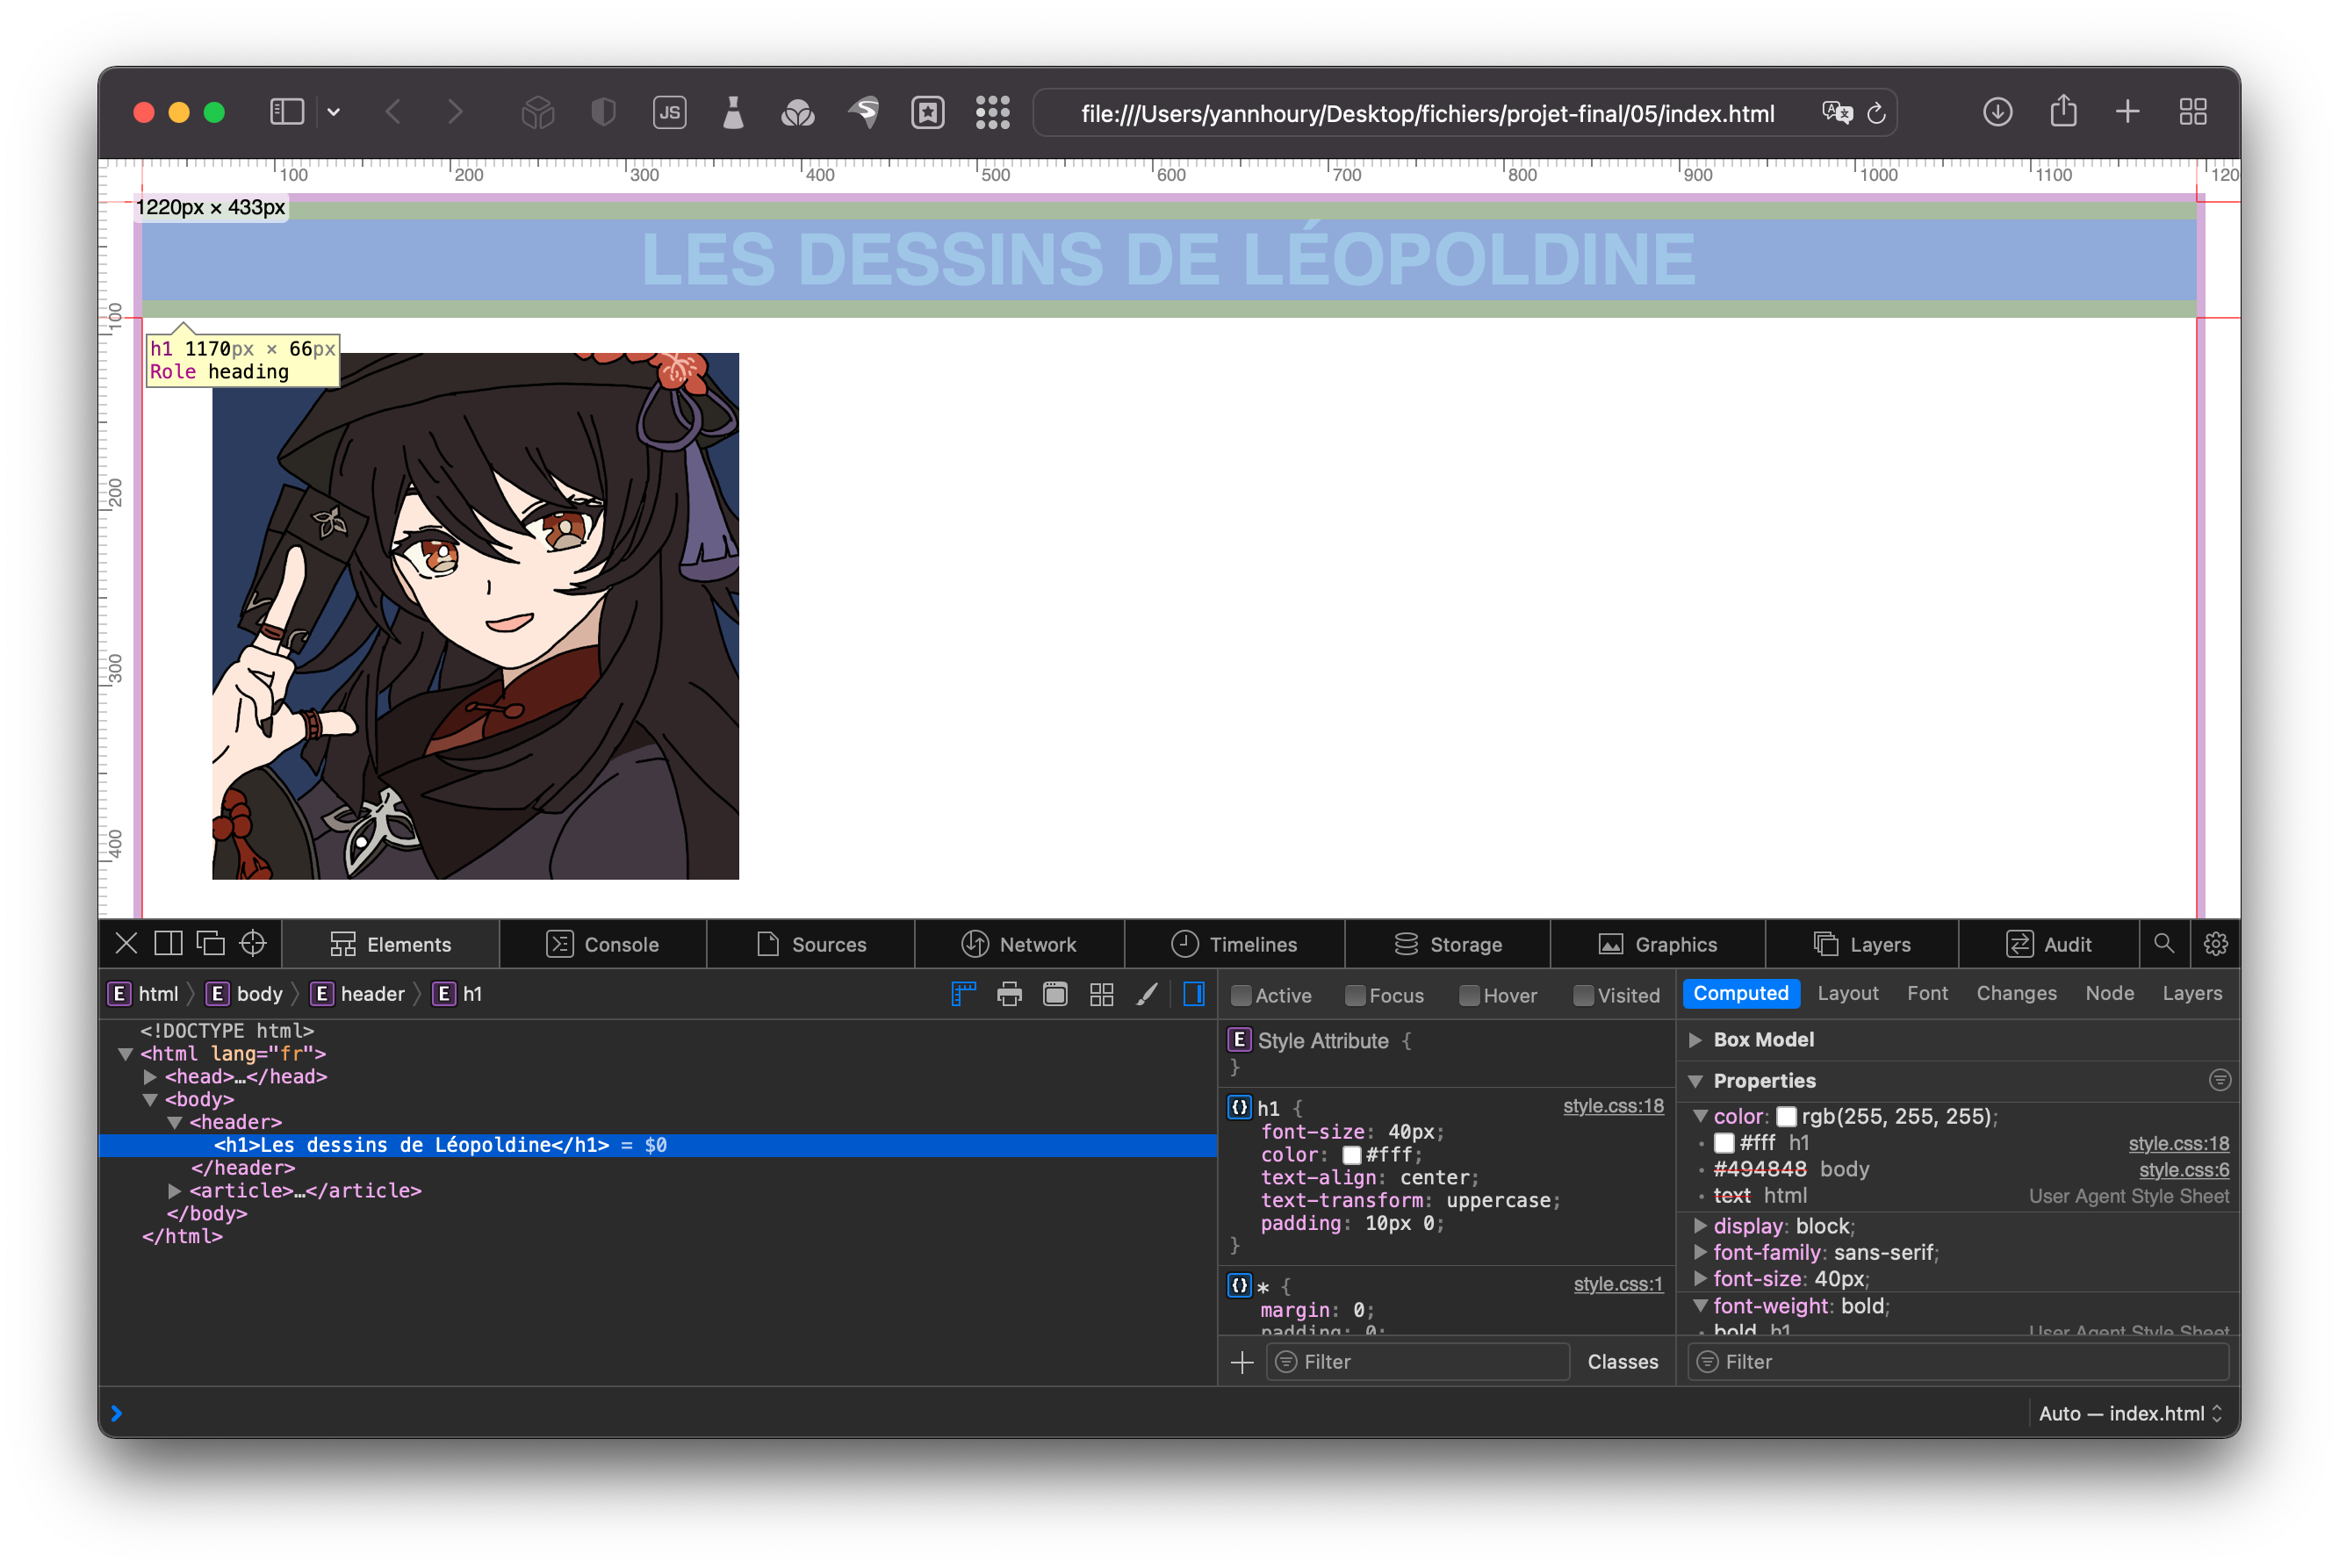 JS
file:///Users/yannhoury/Desktop/fichiers/projet-final/05/index.html
100 200 300 400 500 600 700 800 900 1000 1100 120
1220px × 433px
LES DESSINS DE LÉOPOLDINE
100
h1 1170px × 66px
Role heading
200
300
400
Elements Console Sources Network Timelines Storage Graphics Layers Audit
E html E body E header E h1
Active Focus Hover Visited
Computed Layout Font Changes Node Layers
<!DOCTYPE html>
<html lang="fr">
<head>…</head>
<body>
<header>
<h1>Les dessins de Léopoldine</h1> = $0
</header>
<article>…</article>
</body>
</html>
E Style Attribute {
}
h1 { style.css:18
font-size: 40px;
color: #fff;
text-align: center;
text-transform: uppercase;
padding: 10px 0;
}
* { style.css:1
margin: 0;
padding: 0;
Filter Classes
Box Model
Properties
color: rgb(255, 255, 255);
#fff h1 style.css:18
#494848 body style.css:6
text html User Agent Style Sheet
display: block;
font-family: sans-serif;
font-size: 40px;
font-weight: bold;
bold h1 User Agent Style Sheet
Filter
Auto — index.html